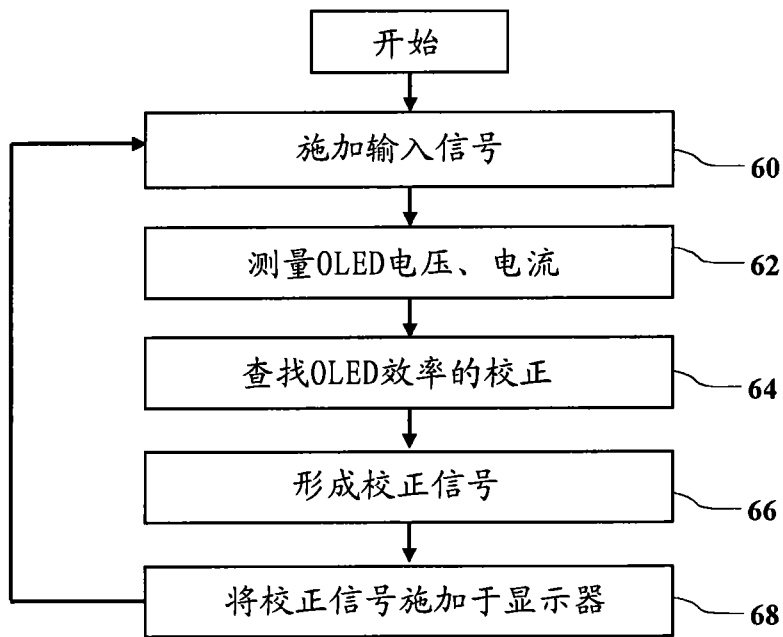 开始
施加输入信号
60
测量OLED电压、电流
62
查找OLED效率的校正
64
形成校正信号
66
将校正信号施加于显示器
68